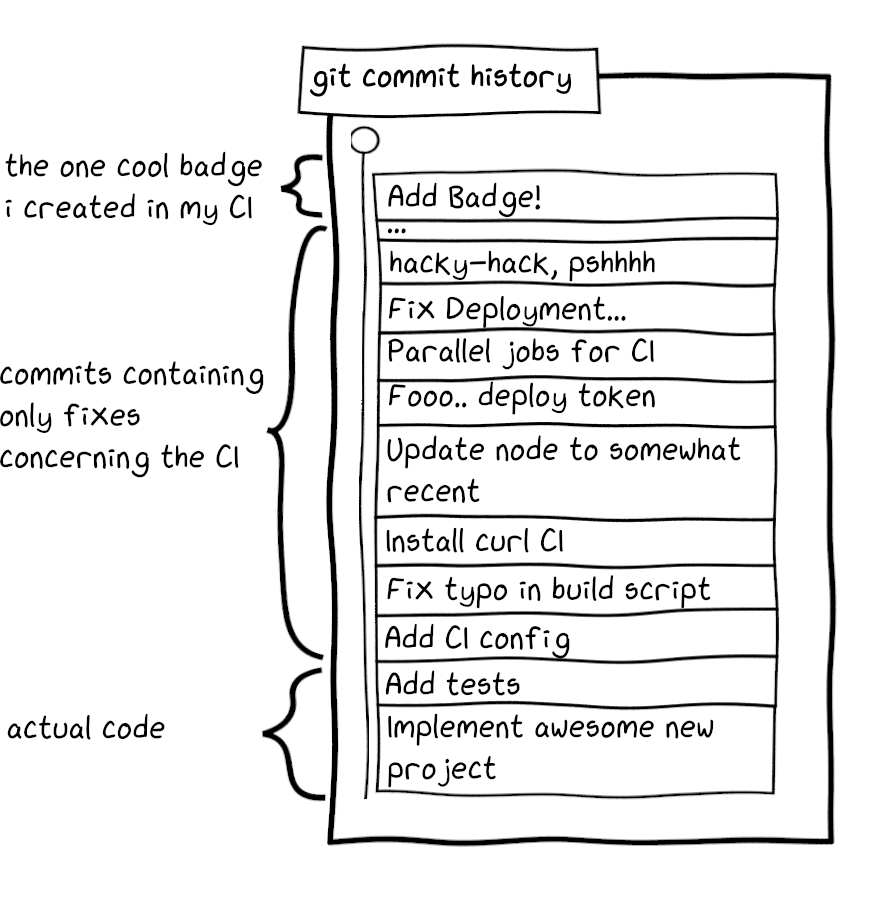 git commit history
the one cool badge
i created in my CI
Add Badge!
...
hacky-hack, pshhhh
Fix Deployment...
Parallel jobs for CI
Fooo.. deploy token
commits containing
only fixes
concerning the CI
Update node to somewhat
recent
Install curl CI
Fix typo in build script
Add CI config
actual code
Add tests
Implement awesome new
project